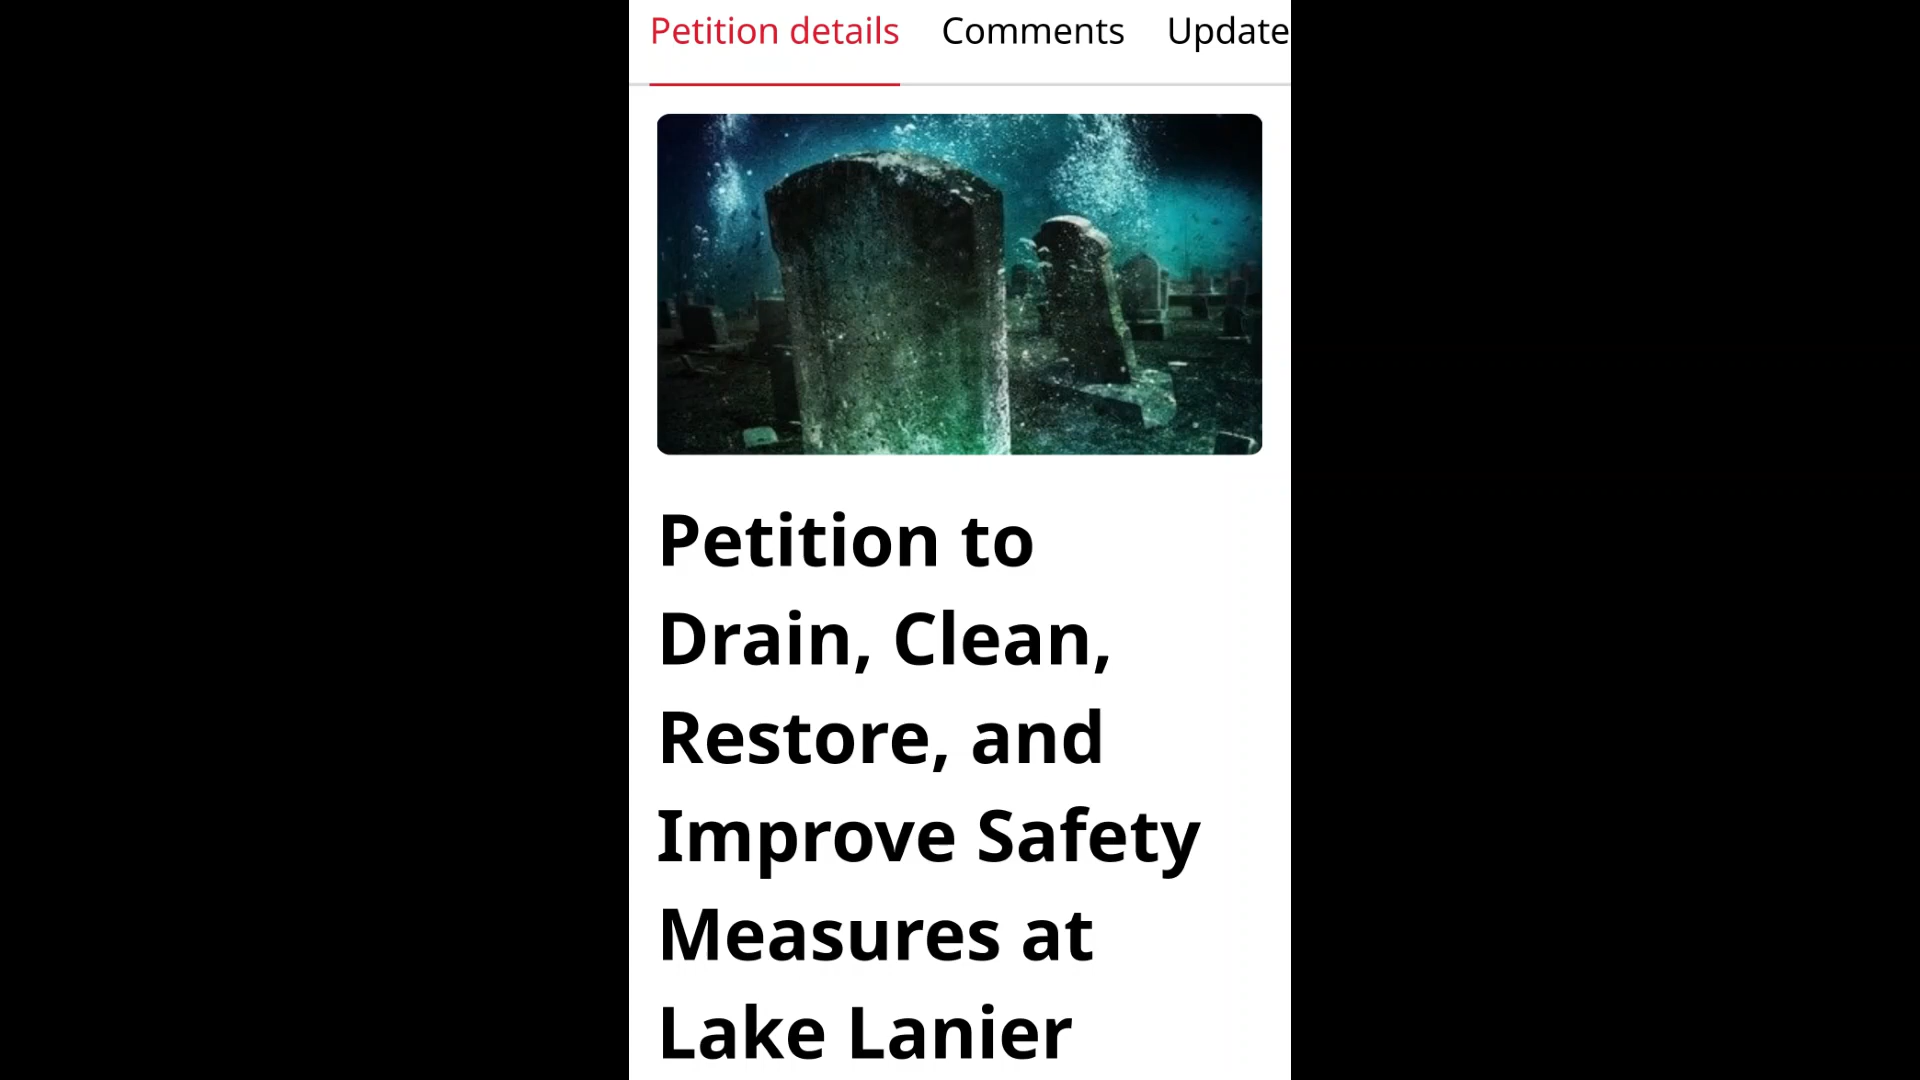 Petition details Comments Update
Petition to
Drain, Clean,
Restore, and
Improve Safety
Measures at
Lake Lanier